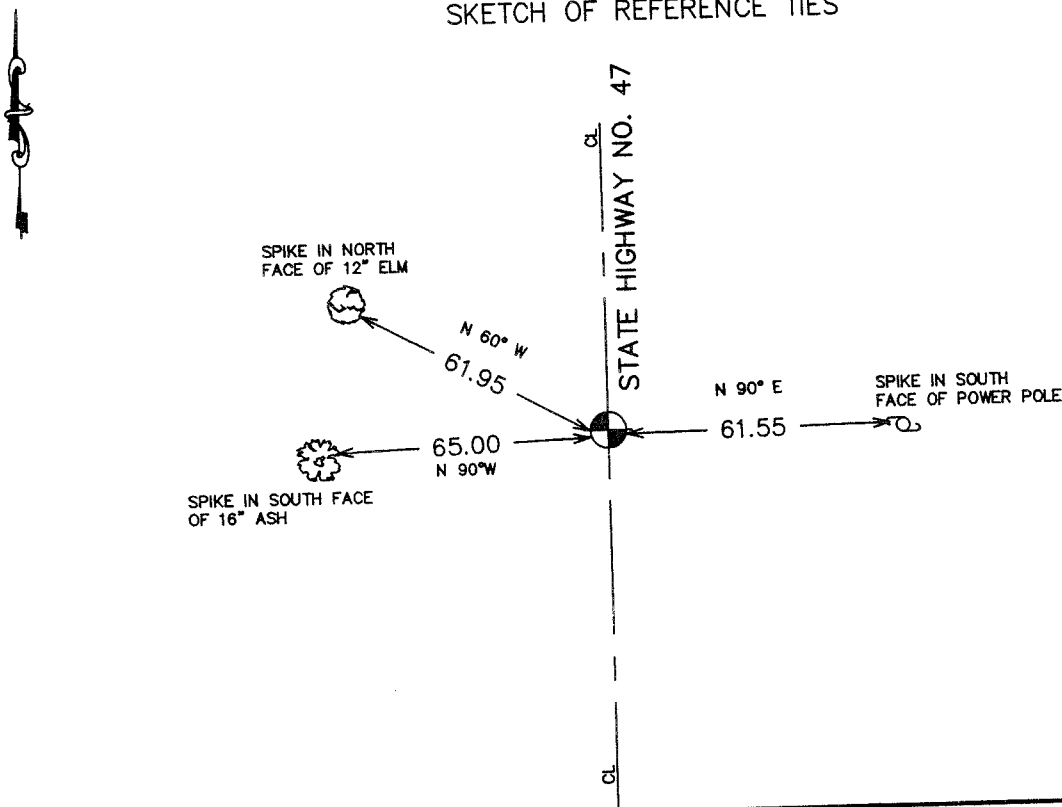 SKETCH OF REFERENCE TIES
CL
STATE HIGHWAY NO. 47
SPIKE IN NORTH
FACE OF 12" ELM
N 60° W
61.95
N 90° E
61.55
SPIKE IN SOUTH
FACE OF POWER POLE
65.00
N 90°W
SPIKE IN SOUTH FACE
OF 16" ASH
CL